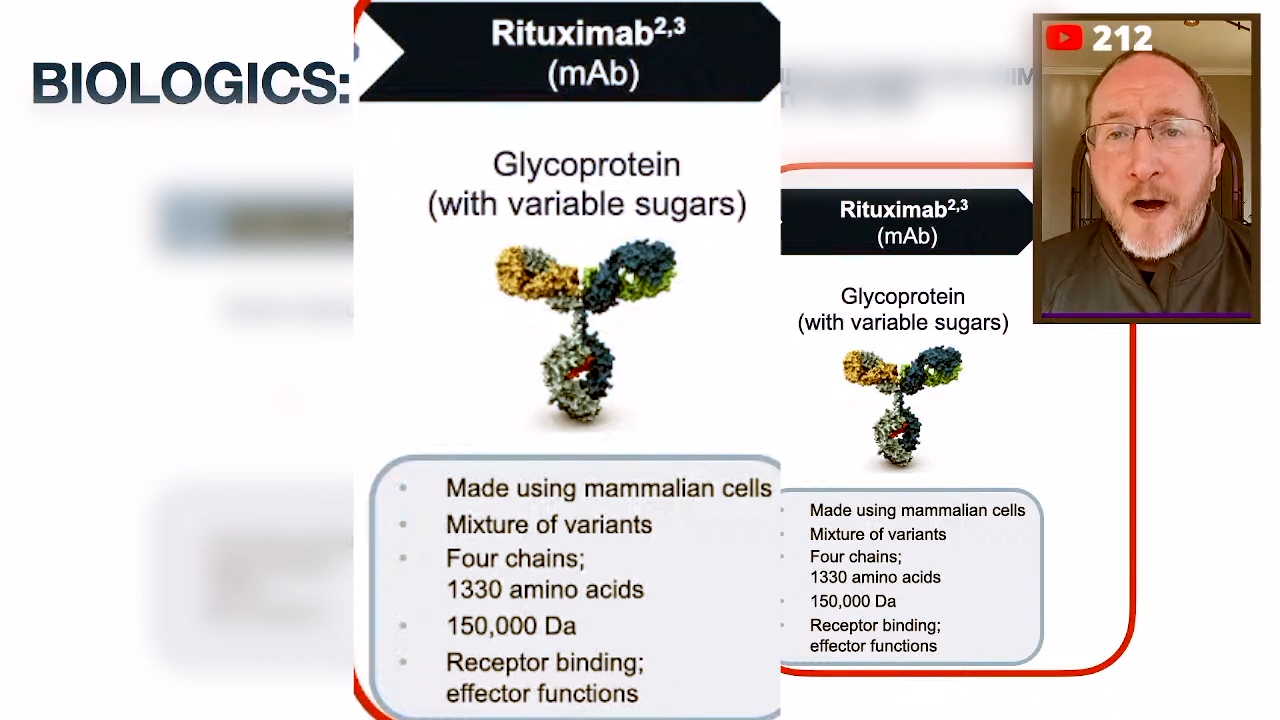 BIOLOGICS:
Rituximab2,3
(mAb)
Glycoprotein
(with variable sugars)
• Made using mammalian cells
• Mixture of variants
• Four chains;
1330 amino acids
• 150,000 Da
• Receptor binding;
effector functions
Rituximab2,3
(mAb)
Glycoprotein
(with variable sugars)
Made using mammalian cells
Mixture of variants
Four chains;
1330 amino acids
150,000 Da
Receptor binding;
effector functions
212